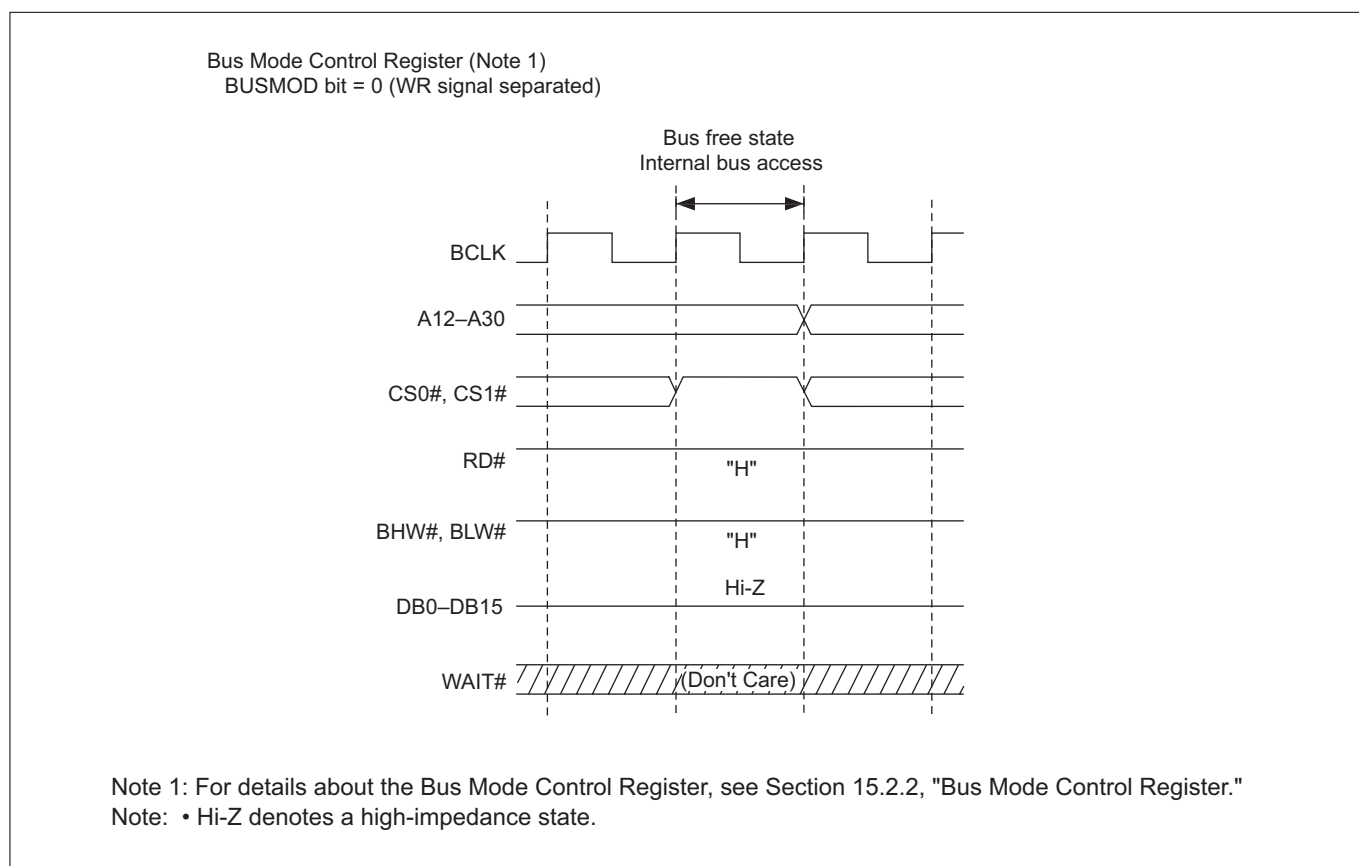 Bus Mode Control Register (Note 1)
BUSMOD bit = 0 (WR signal separated)
Bus free state
Internal bus access
BCLK
A12–A30
CS0#, CS1#
RD#
"H"
BHW#, BLW#
"H"
Hi-Z
DB0–DB15
WAIT#
(Don't Care)
Note 1: For details about the Bus Mode Control Register, see Section 15.2.2, "Bus Mode Control Register."
Note: • Hi-Z denotes a high-impedance state.